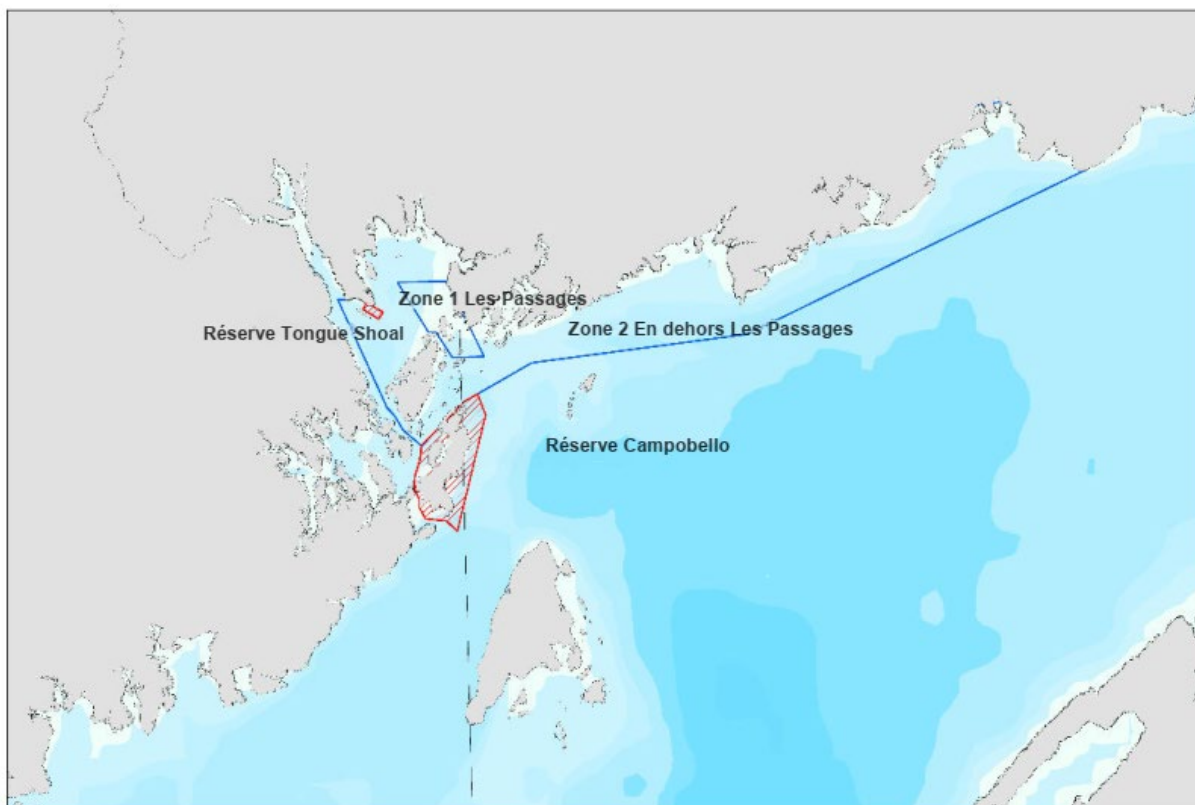 Zone 1 Les Passages
Réserve Tongue Shoal
Zone 2 En dehors Les Passages
Réserve Campobello